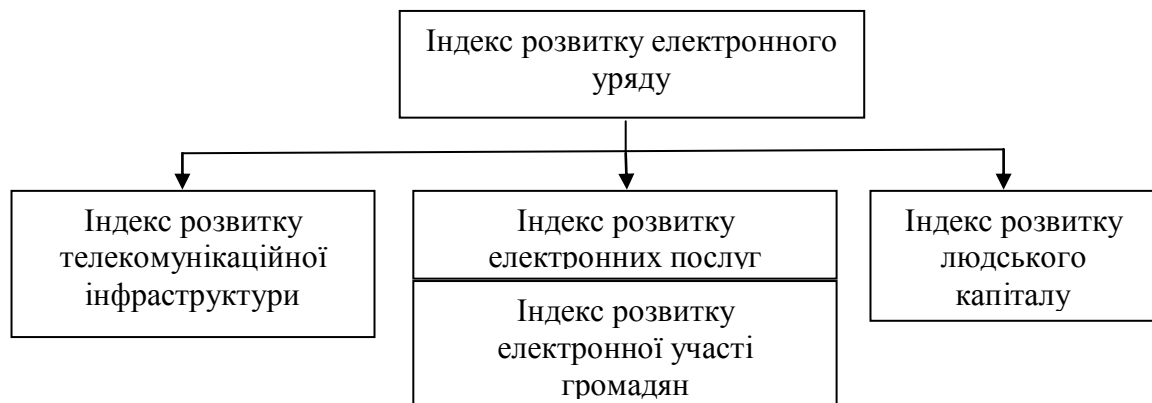 Індекс розвитку електронного
уряду
Індекс розвитку
телекомунікаційної
інфраструктури
Індекс розвитку
електронних послуг
Індекс розвитку
електронної участі
громадян
Індекс розвитку
людського
капіталу